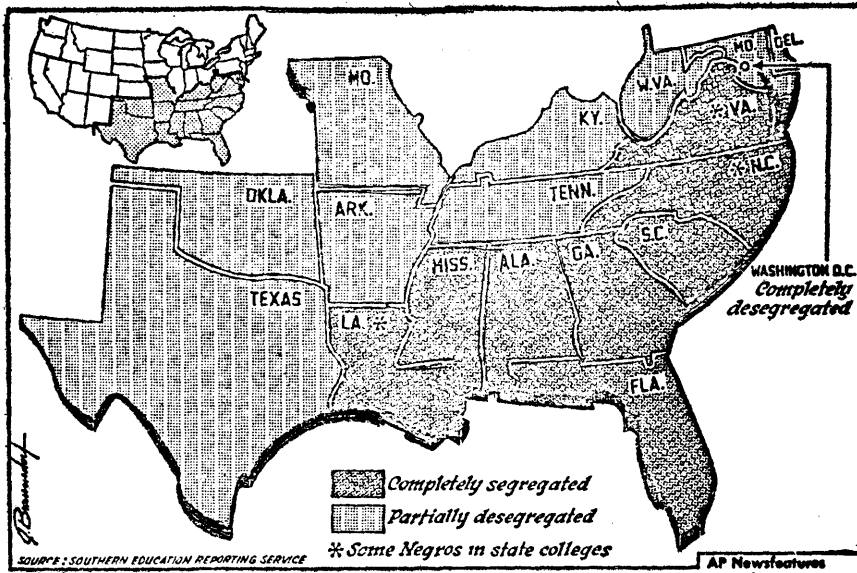 MO.
MD.
DEL.
W.VA.
KY.
✳VA.
✳N.C.
OKLA.
ARK.
TENN.
S.C.
MISS.
ALA.
GA.
WASHINGTON D.C.
Completely
desegregated
TEXAS
LA.✳
FLA.
Completely segregated
Partially desegregated
✳Some Negros in state colleges
SOURCE: SOUTHERN EDUCATION REPORTING SERVICE
AP Newsfeatures